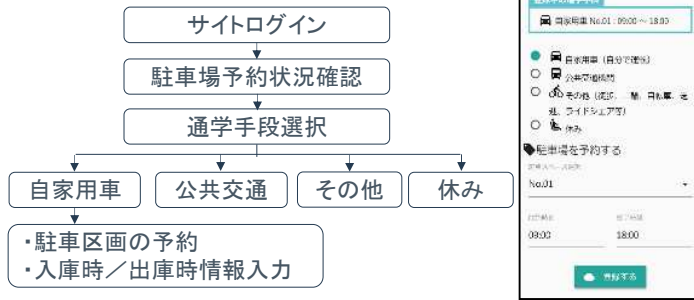 サイトログイン
駐車場予約状況確認
通学手段選択
自家用車
公共交通
その他
休み
・駐車区画の予約
・入庫時／出庫時情報入力
自家用車 No.01 : 09:00 ～ 18:00
自家用車（自分で運転）
公共交通機関
その他（徒歩、 自転車、送
迎、ライドシェア等）
休み
駐車場を予約する
No.01
09:00 18:00
登録する